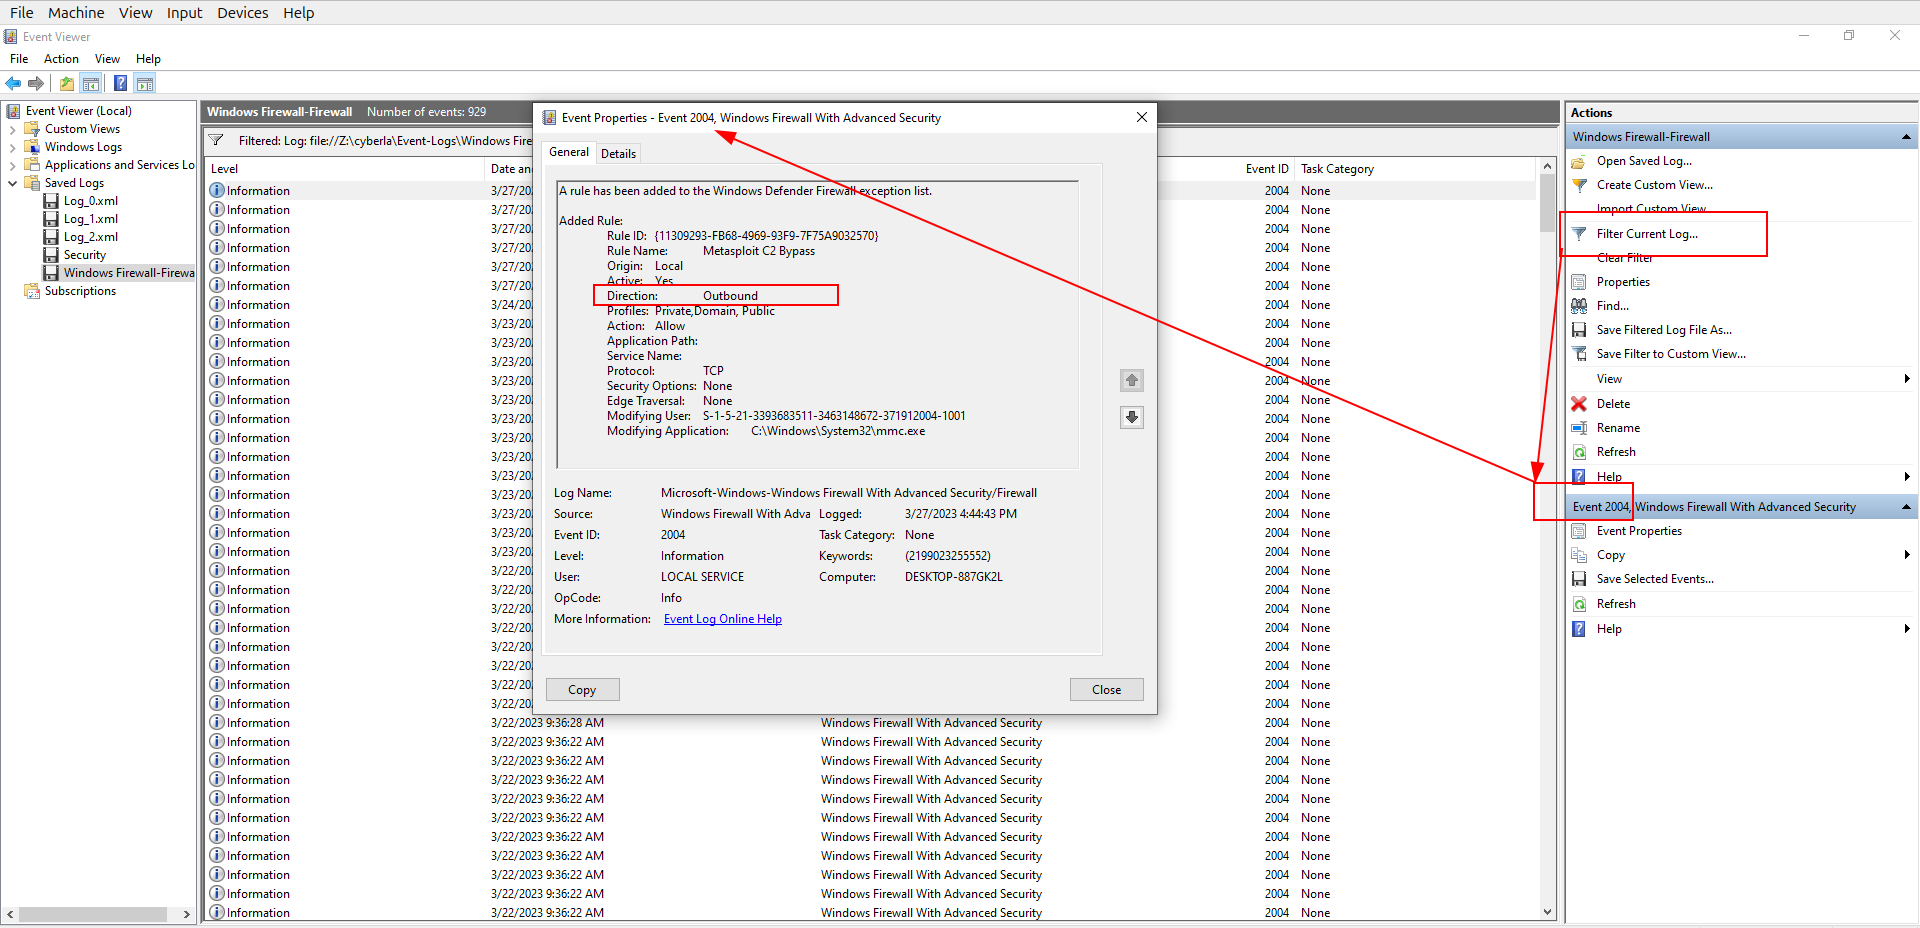 File Machine View Input Devices Help
Event Viewer
File Action View Help
Event Viewer (Local)
Custom Views
Windows Logs
Applications and Services Lo
Saved Logs
Log_0.xml
Log_1.xml
Log_2.xml
Security
Windows Firewall-Firewa
Subscriptions
Windows Firewall-Firewall Number of events: 929
Filtered: Log: file://Z:\cyberla\Event-Logs\Windows Fire
Level Date an Event ID Task Category
Information 3/27/20 2004 None
Information 3/27/20 2004 None
Information 3/27/20 2004 None
Information 3/27/20 2004 None
Information 3/27/20 2004 None
Information 3/27/20 2004 None
Information 3/24/20 2004 None
Information 3/23/20 2004 None
Information 3/23/20 2004 None
Information 3/23/20 2004 None
Information 3/23/20 2004 None
Information 3/23/20 2004 None
Information 3/23/20 2004 None
Information 3/23/20 2004 None
Information 3/23/20 2004 None
Information 3/23/20 2004 None
Information 3/23/20 2004 None
Information 3/23/20 2004 None
Information 3/23/20 2004 None
Information 3/23/20 2004 None
Information 3/22/20 2004 None
Information 3/22/20 2004 None
Information 3/22/20 2004 None
Information 3/22/20 2004 None
Information 3/22/20 2004 None
Information 3/22/20 2004 None
Information 3/22/20 2004 None
Information 3/22/20 2004 None
Information 3/22/2023 9:36:28 AM Windows Firewall With Advanced Security 2004 None
Information 3/22/2023 9:36:22 AM Windows Firewall With Advanced Security 2004 None
Information 3/22/2023 9:36:22 AM Windows Firewall With Advanced Security 2004 None
Information 3/22/2023 9:36:22 AM Windows Firewall With Advanced Security 2004 None
Information 3/22/2023 9:36:22 AM Windows Firewall With Advanced Security 2004 None
Information 3/22/2023 9:36:22 AM Windows Firewall With Advanced Security 2004 None
Information 3/22/2023 9:36:22 AM Windows Firewall With Advanced Security 2004 None
Information 3/22/2023 9:36:22 AM Windows Firewall With Advanced Security 2004 None
Information 3/22/2023 9:36:22 AM Windows Firewall With Advanced Security 2004 None
Information 3/22/2023 9:36:22 AM Windows Firewall With Advanced Security 2004 None
Information 3/22/2023 9:36:22 AM Windows Firewall With Advanced Security 2004 None
Event Properties - Event 2004, Windows Firewall With Advanced Security
General Details
A rule has been added to the Windows Defender Firewall exception list.
Added Rule:
Rule ID: {11309293-FB68-4969-93F9-7F75A9032570}
Rule Name: Metasploit C2 Bypass
Origin: Local
Active: Yes
Direction: Outbound
Profiles: Private,Domain, Public
Action: Allow
Application Path:
Service Name:
Protocol: TCP
Security Options: None
Edge Traversal: None
Modifying User: S-1-5-21-3393683511-3463148672-371912004-1001
Modifying Application: C:\Windows\System32\mmc.exe
Log Name: Microsoft-Windows-Windows Firewall With Advanced Security/Firewall
Source: Windows Firewall With Adva Logged: 3/27/2023 4:44:43 PM
Event ID: 2004 Task Category: None
Level: Information Keywords: (2199023255552)
User: LOCAL SERVICE Computer: DESKTOP-887GK2L
OpCode: Info
More Information: Event Log Online Help
Copy Close
Actions
Windows Firewall-Firewall
Open Saved Log...
Create Custom View...
Import Custom View
Filter Current Log...
Clear Filter
Properties
Find...
Save Filtered Log File As...
Save Filter to Custom View...
View
Delete
Rename
Refresh
Help
Event 2004, Windows Firewall With Advanced Security
Event Properties
Copy
Save Selected Events...
Refresh
Help